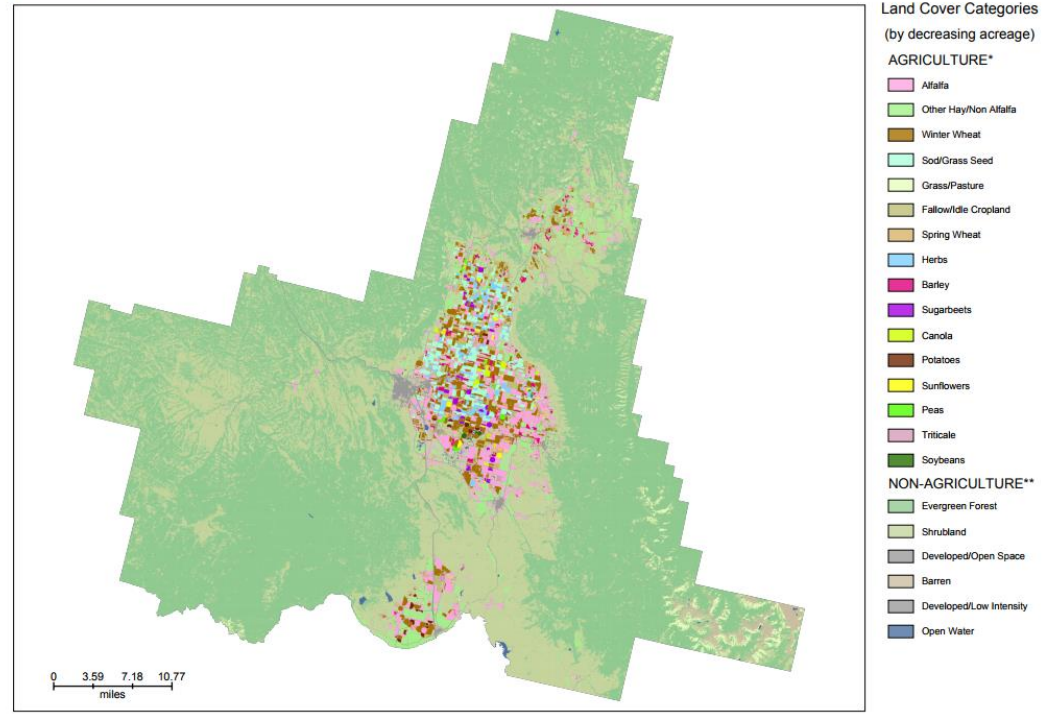 Land Cover Categories
(by decreasing acreage)
AGRICULTURE*
Alfalfa
Other Hay/Non Alfalfa
Winter Wheat
Sod/Grass Seed
Grass/Pasture
Fallow/Idle Cropland
Spring Wheat
Herbs
Barley
Sugarbeets
Canola
Potatoes
Sunflowers
Peas
Triticale
Soybeans
NON-AGRICULTURE**
Evergreen Forest
Shrubland
Developed/Open Space
Barren
Developed/Low Intensity
Open Water
0 3.59 7.18 10.77
miles